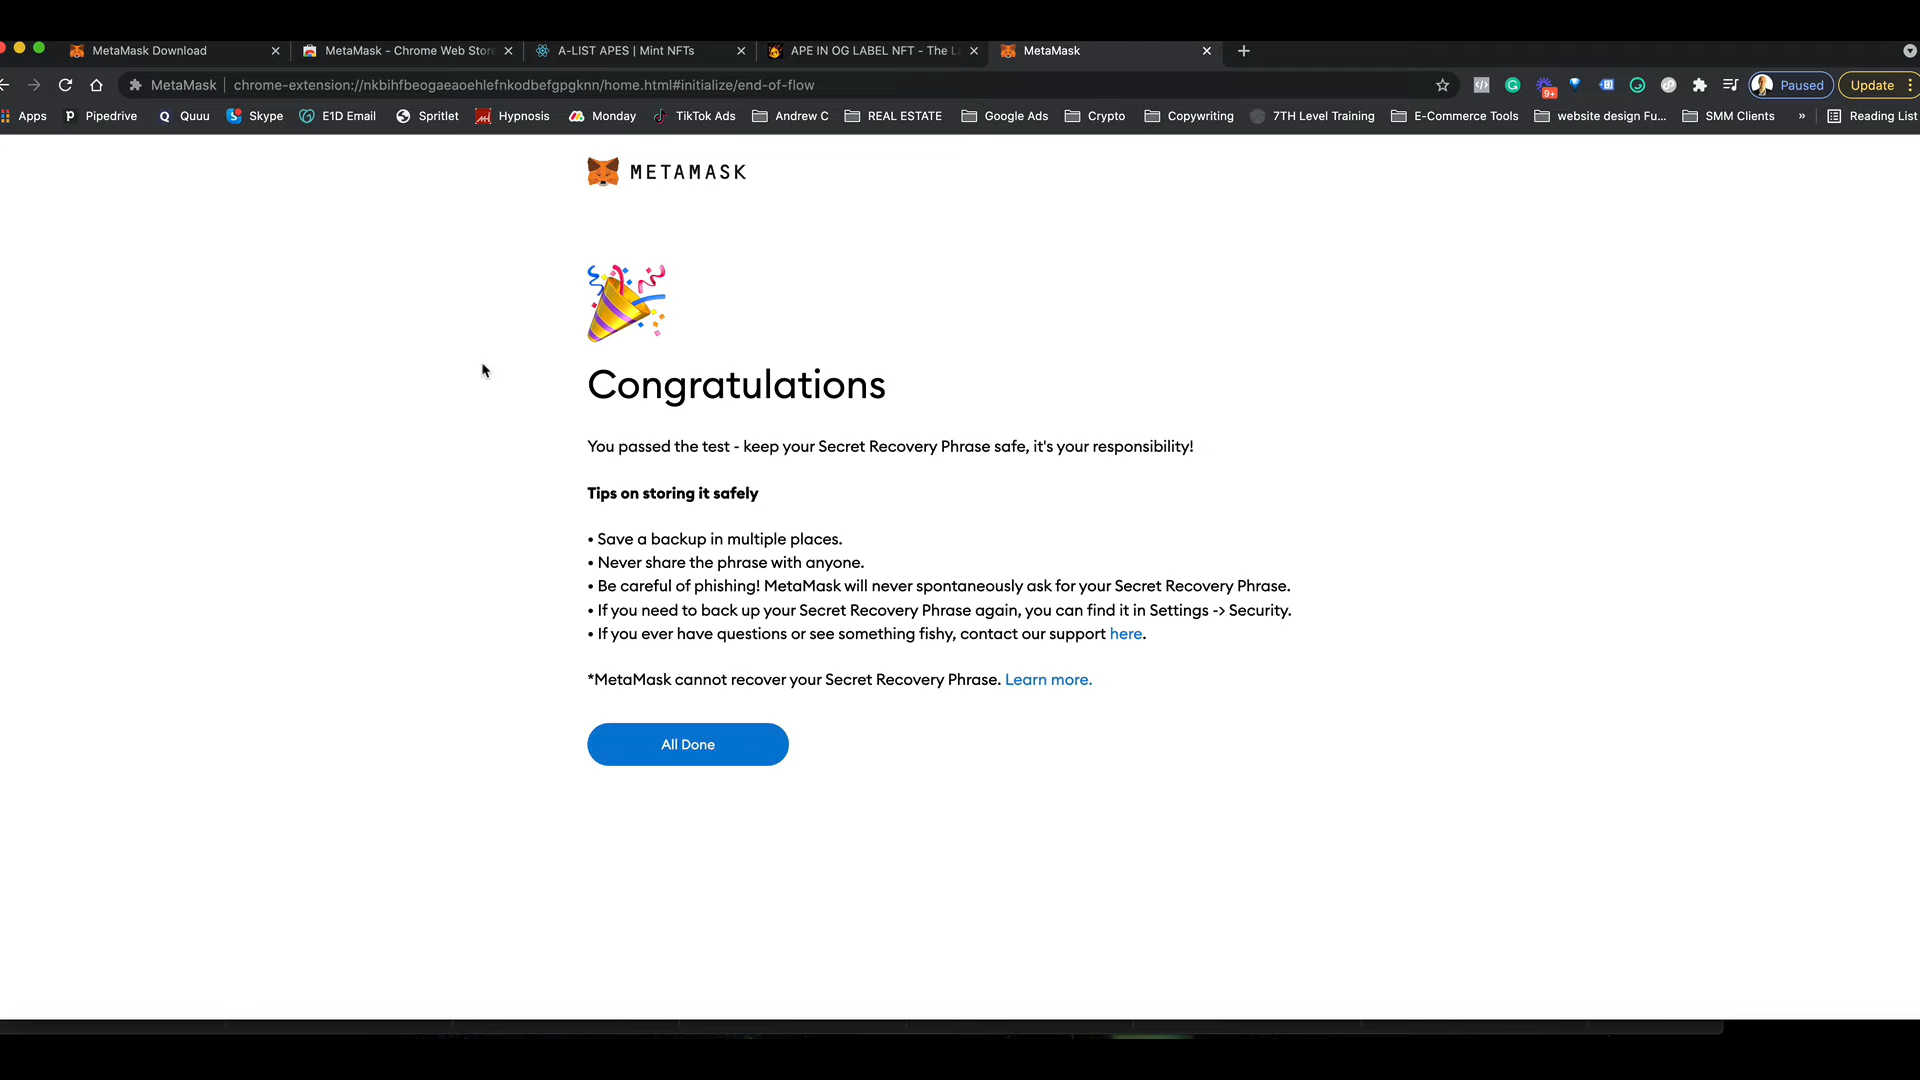 MetaMask Download
MetaMask - Chrome Web Store
A-LIST APES | Mint NFTs
APE IN OG LABEL NFT - The L
MetaMask
MetaMask | chrome-extension://nkbihfbeogaeaoehlefnkodbefgpgknn/home.html#initialize/end-of-flow
9+
Paused
Update
Apps
Pipedrive
Quuu
Skype
E1D Email
Spritlet
Hypnosis
Monday
TikTok Ads
Andrew C
REAL ESTATE
Google Ads
Crypto
Copywriting
7TH Level Training
E-Commerce Tools
website design Fu...
SMM Clients
»
Reading List
METAMASK
Congratulations
You passed the test - keep your Secret Recovery Phrase safe, it's your responsibility!
Tips on storing it safely
• Save a backup in multiple places.
• Never share the phrase with anyone.
• Be careful of phishing! MetaMask will never spontaneously ask for your Secret Recovery Phrase.
• If you need to back up your Secret Recovery Phrase again, you can find it in Settings -> Security.
• If you ever have questions or see something fishy, contact our support here.
*MetaMask cannot recover your Secret Recovery Phrase. Learn more.
All Done